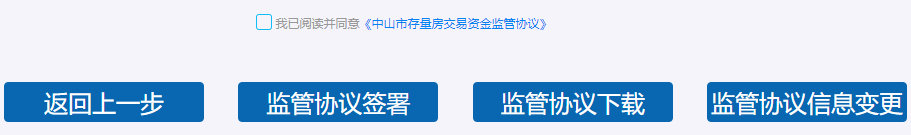 我已阅读并同意《中山市存量房交易资金监管协议》
返回上一步 监管协议签署 监管协议下载 监管协议信息变更